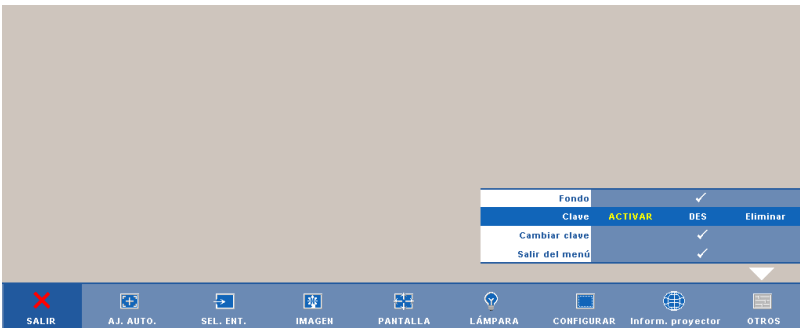 Fondo
Clave ACTIVAR DES Eliminar
Cambiar clave
Salir del menú
SALIR AJ. AUTO. SEL. ENT. IMAGEN PANTALLA LÁMPARA CONFIGURAR Inform. proyector OTROS